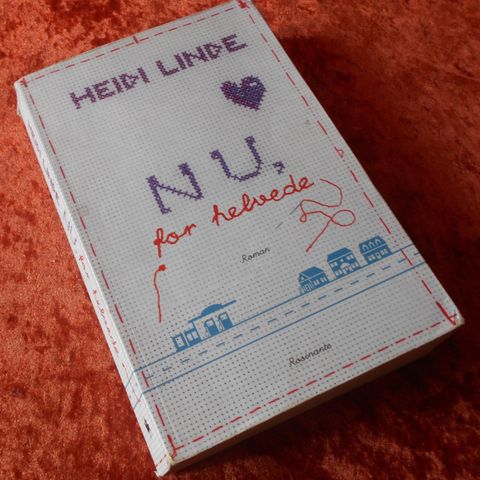 HEIDI LINDE
NU,
for helvede
Roman
Rosinante